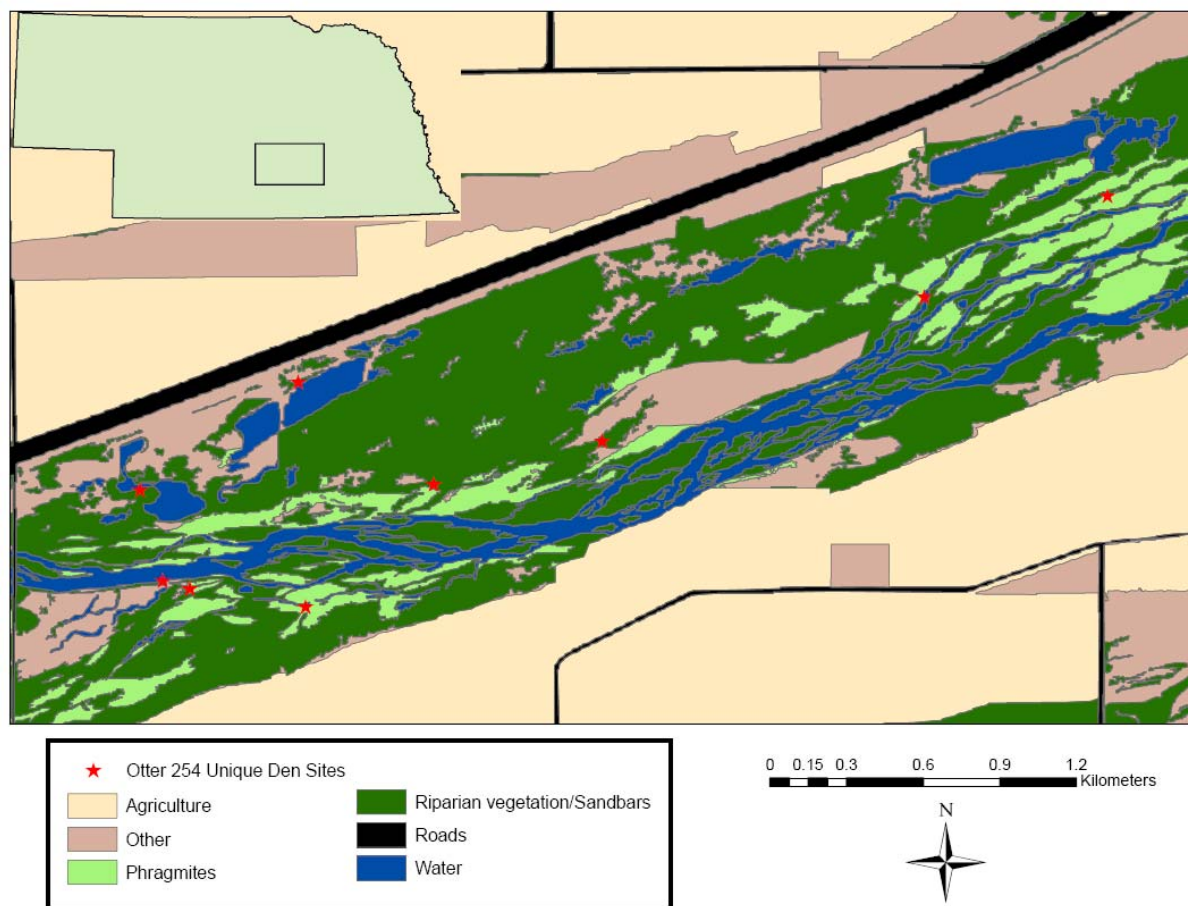 Otter 254 Unique Den Sites
Agriculture
Other
Phragmites
Riparian vegetation/Sandbars
Roads
Water
0 0.15 0.3 0.6 0.9 1.2
Kilometers
N